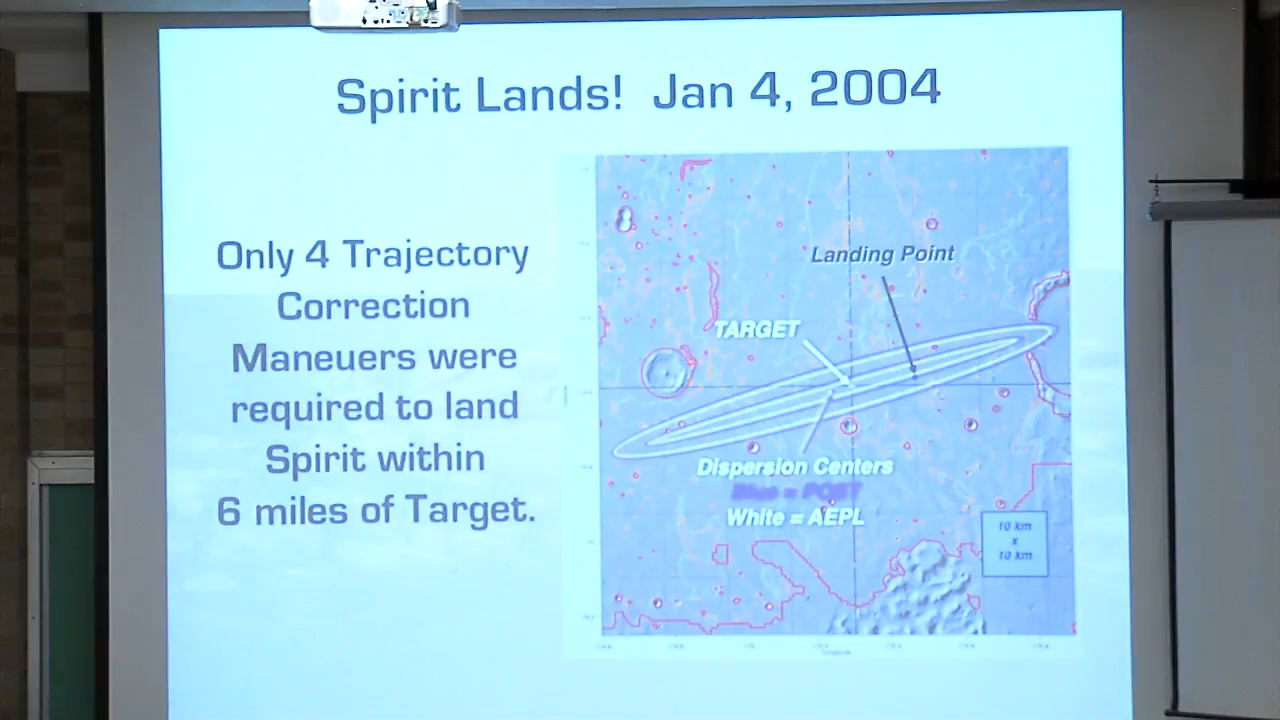 Spirit Lands! Jan 4, 2004
Only 4 Trajectory
Correction
Maneuers were
required to land
Spirit within
6 miles of Target.
Landing Point
TARGET
Dispersion Centers
Blue = POST
White = AEPL
10 km
x
10 km